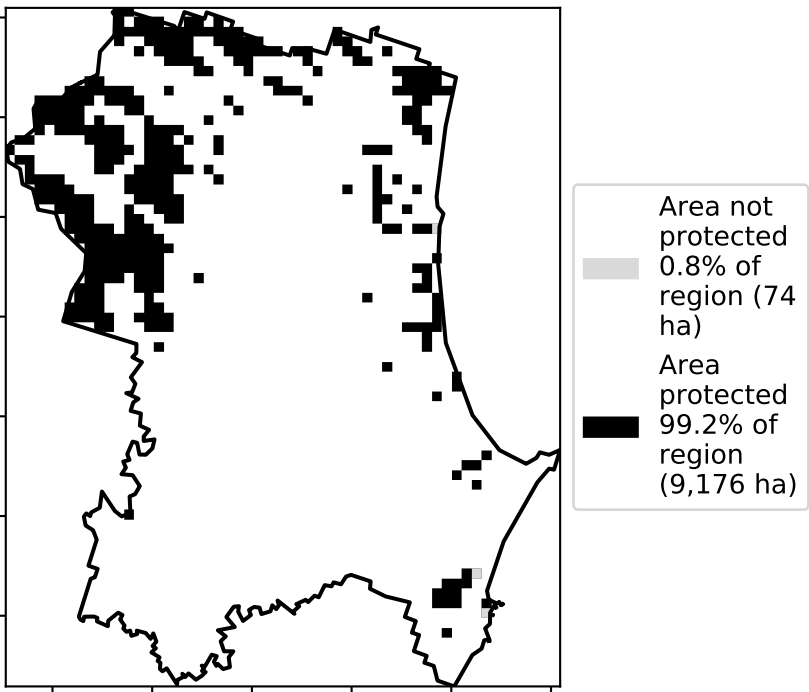 Area not
protected
0.8% of
region (74
ha)
Area
protected
99.2% of
region
(9,176 ha)